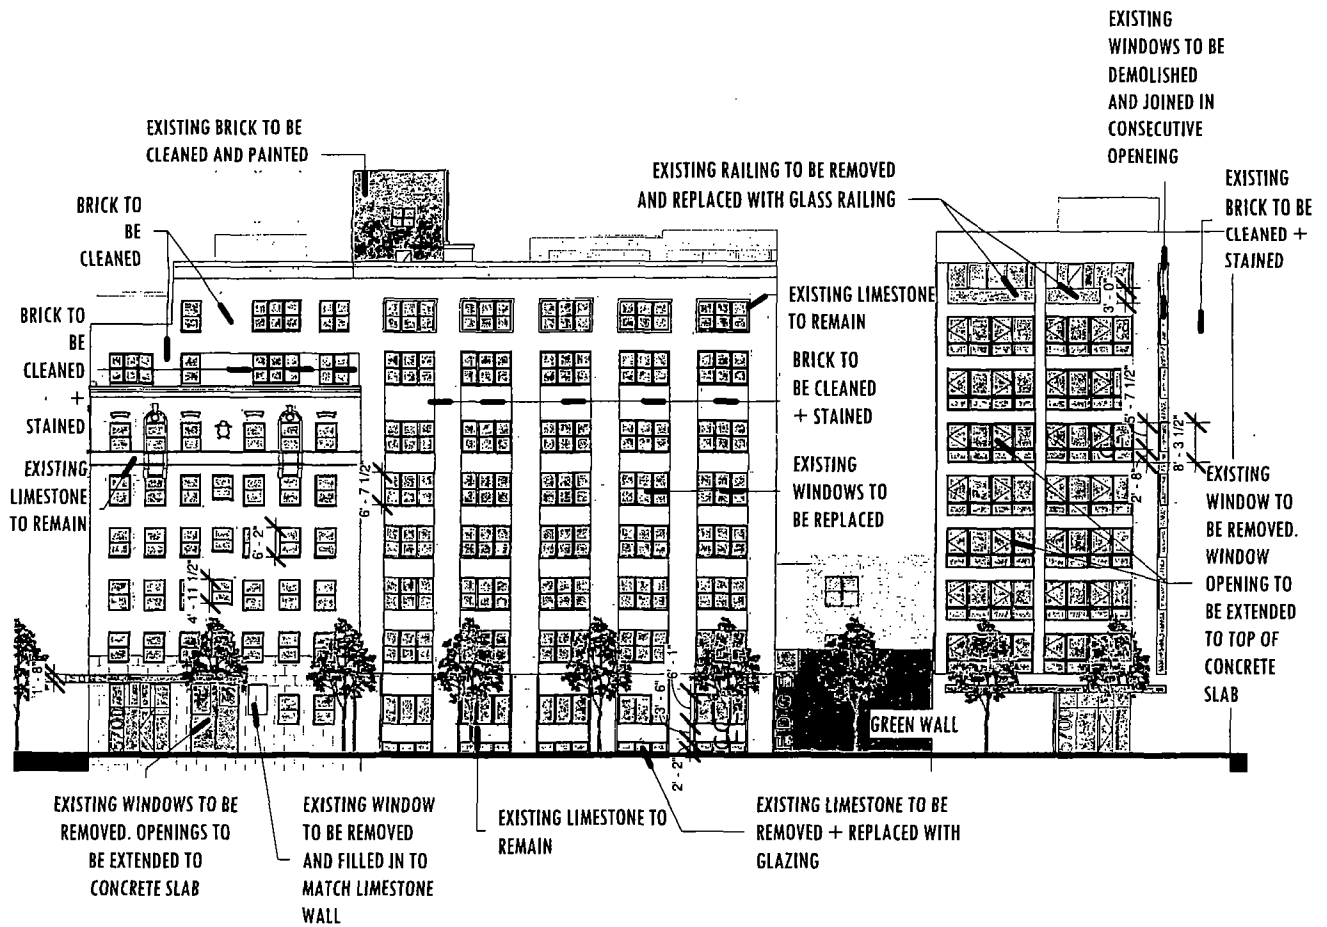 EXISTING
WINDOWS TO BE
DEMOLISHED
AND JOINED IN
CONSECUTIVE
OPENEING
EXISTING BRICK TO BE
CLEANED AND PAINTED
EXISTING RAILING TO BE REMOVED
AND REPLACED WITH GLASS RAILING
EXISTING
BRICK TO BE
CLEANED +
STAINED
BRICK TO
BE
CLEANED
BRICK TO
BE
CLEANED
+
STAINED
EXISTING LIMESTONE
TO REMAIN
3' - 0"
BRICK TO
BE CLEANED
+ STAINED
EXISTING
LIMESTONE
TO REMAIN
EXISTING
WINDOWS TO
BE REPLACED
6' - 7 1/2"
6' - 2"
4' - 11 1/2"
8' - 3 1/2"
2' - 8"
EXISTING
WINDOW TO
BE REMOVED.
WINDOW
OPENING TO
BE EXTENDED
TO TOP OF
CONCRETE
SLAB
1' - 8"
6' - 1"
3' - 6"
2' - 2"
5700
GREEN WALL
5700
EXISTING WINDOWS TO BE
REMOVED. OPENINGS TO
BE EXTENDED TO
CONCRETE SLAB
EXISTING WINDOW
TO BE REMOVED
AND FILLED IN TO
MATCH LIMESTONE
WALL
EXISTING LIMESTONE TO
REMAIN
EXISTING LIMESTONE TO BE
REMOVED + REPLACED WITH
GLAZING